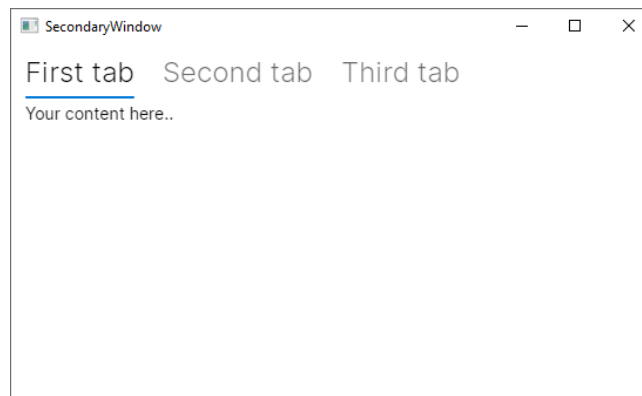 SecondaryWindow
First tab Second tab Third tab
Your content here..